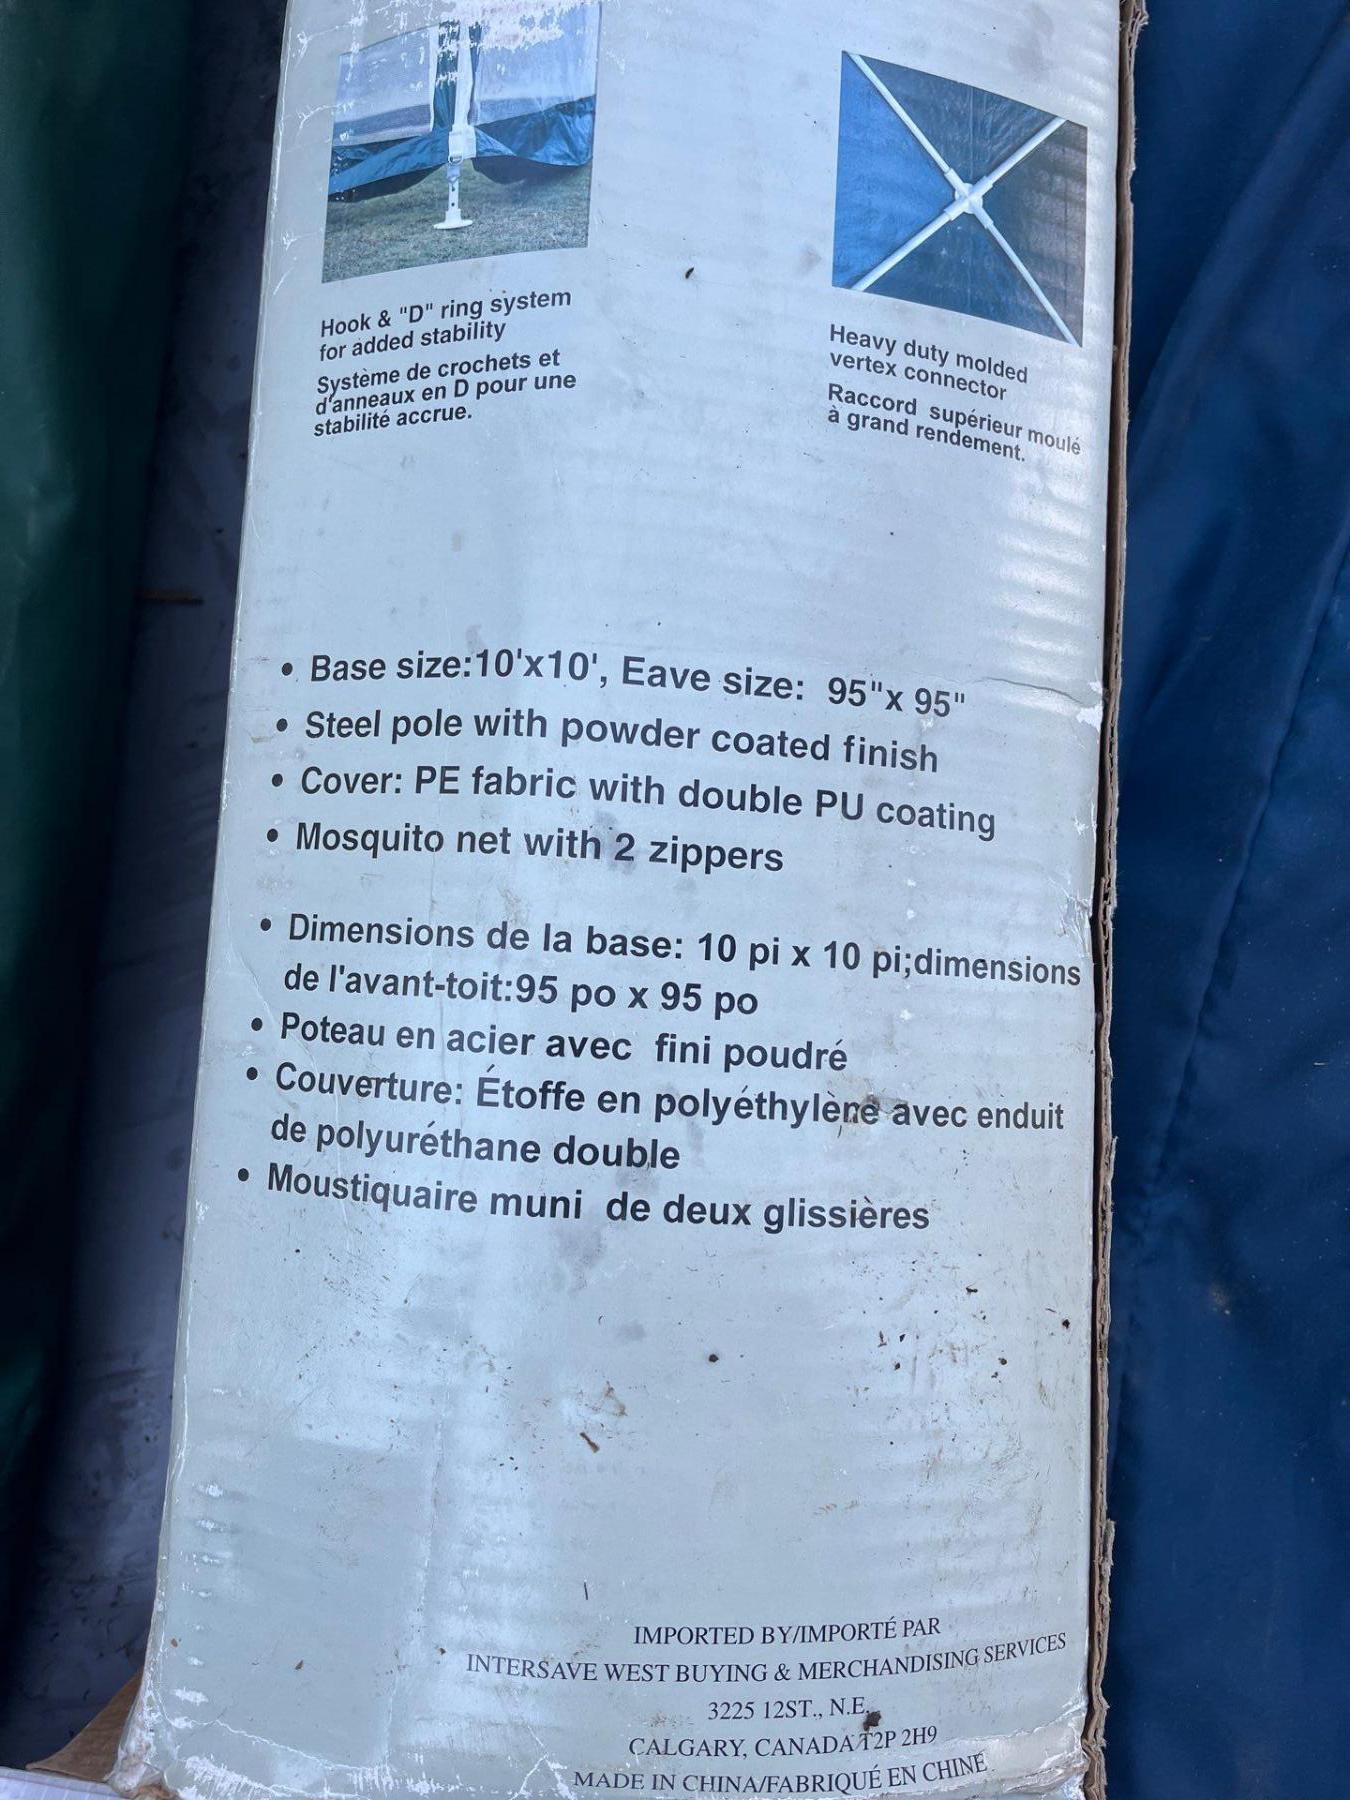 Hook & "D" ring system
for added stability
Système de crochets et
d'anneaux en D pour une
stabilité accrue.
Heavy duty molded
vertex connector
Raccord supérieur moulé
à grand rendement.
• Base size:10'x10', Eave size: 95"x 95"
• Steel pole with powder coated finish
• Cover: PE fabric with double PU coating
• Mosquito net with 2 zippers
• Dimensions de la base: 10 pi x 10 pi;dimensions
de l'avant-toit:95 po x 95 po
• Poteau en acier avec fini poudré
• Couverture: Étoffe en polyéthylène avec enduit
de polyuréthane double
• Moustiquaire muni de deux glissières
IMPORTED BY/IMPORTÉ PAR
INTERSAVE WEST BUYING & MERCHANDISING SERVICES
3225 12ST., N.E.
CALGARY, CANADA T2P 2H9
MADE IN CHINA/FABRIQUÉ EN CHINE